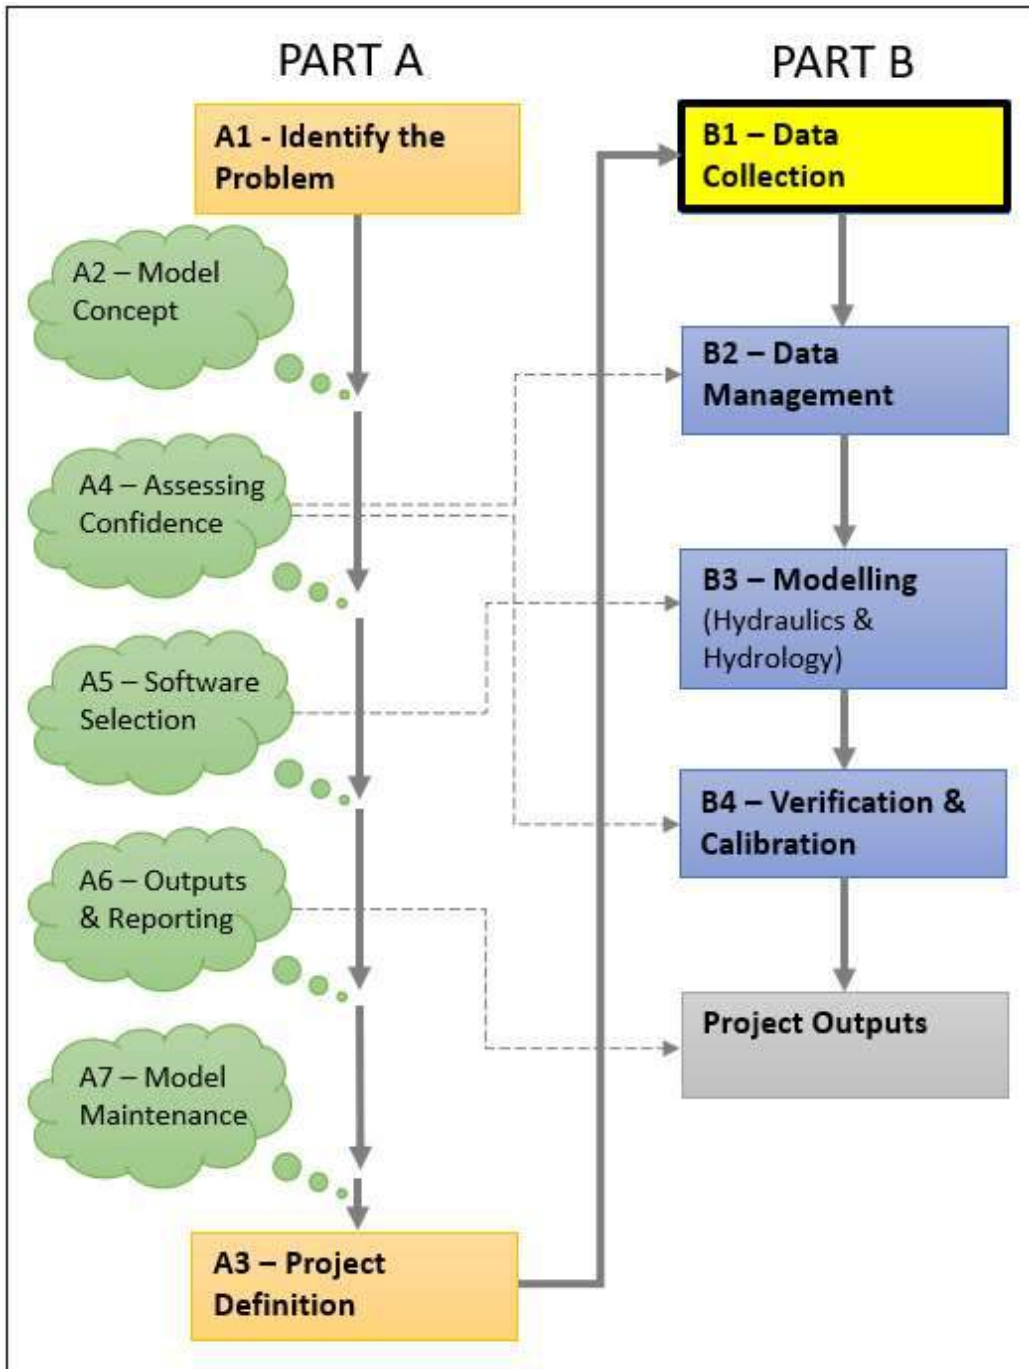 PART A
A1 - Identify the
Problem
A2 – Model
Concept
A4 – Assessing
Confidence
A5 – Software
Selection
A6 – Outputs
& Reporting
A7 – Model
Maintenance
A3 – Project
Definition
PART B
B1 – Data
Collection
B2 – Data
Management
B3 – Modelling
(Hydraulics &
Hydrology)
B4 – Verification &
Calibration
Project Outputs